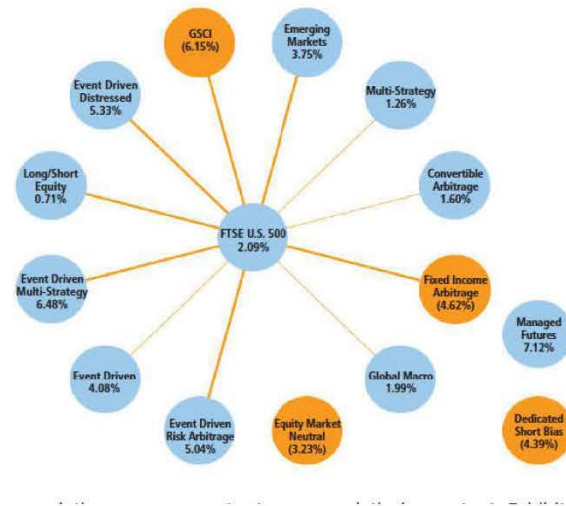 GSCI
(6.15%)
Emerging
Markets
3.75%
Event Driven
Distressed
5.33%
Multi-Strategy
1.26%
Long/Short
Equity
0.71%
Convertible
Arbitrage
1.60%
FTSE U.S. 500
2.09%
Event Driven
Multi-Strategy
6.48%
Fixed Income
Arbitrage
(4.62%)
Managed
Futures
7.12%
Event Driven
4.08%
Global Macro
1.99%
Event Driven
Risk Arbitrage
5.04%
Equity Market
Neutral
(3.23%)
Dedicated
Short Bias
(4.39%)